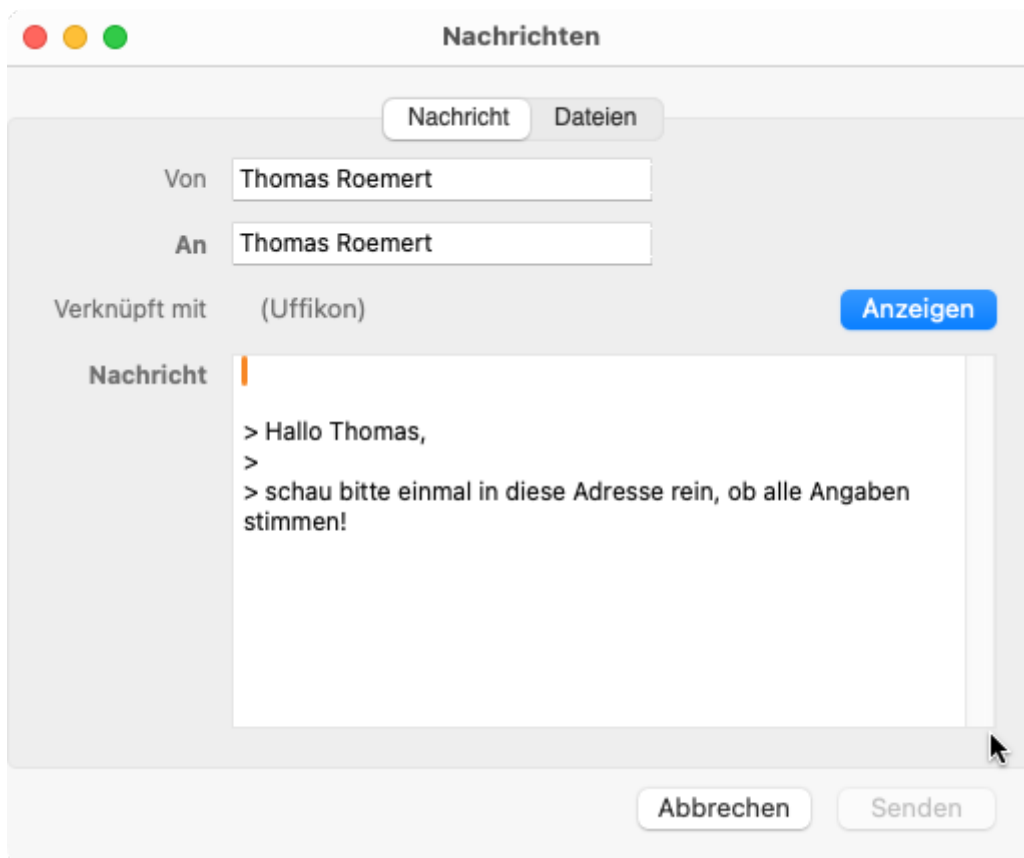 Nachrichten
Nachricht Dateien
Von Thomas Roemert
An Thomas Roemert
Verknüpft mit (Uffikon) Anzeigen
Nachricht
> Hallo Thomas,
>
> schau bitte einmal in diese Adresse rein, ob alle Angaben
stimmen!
Abbrechen Senden